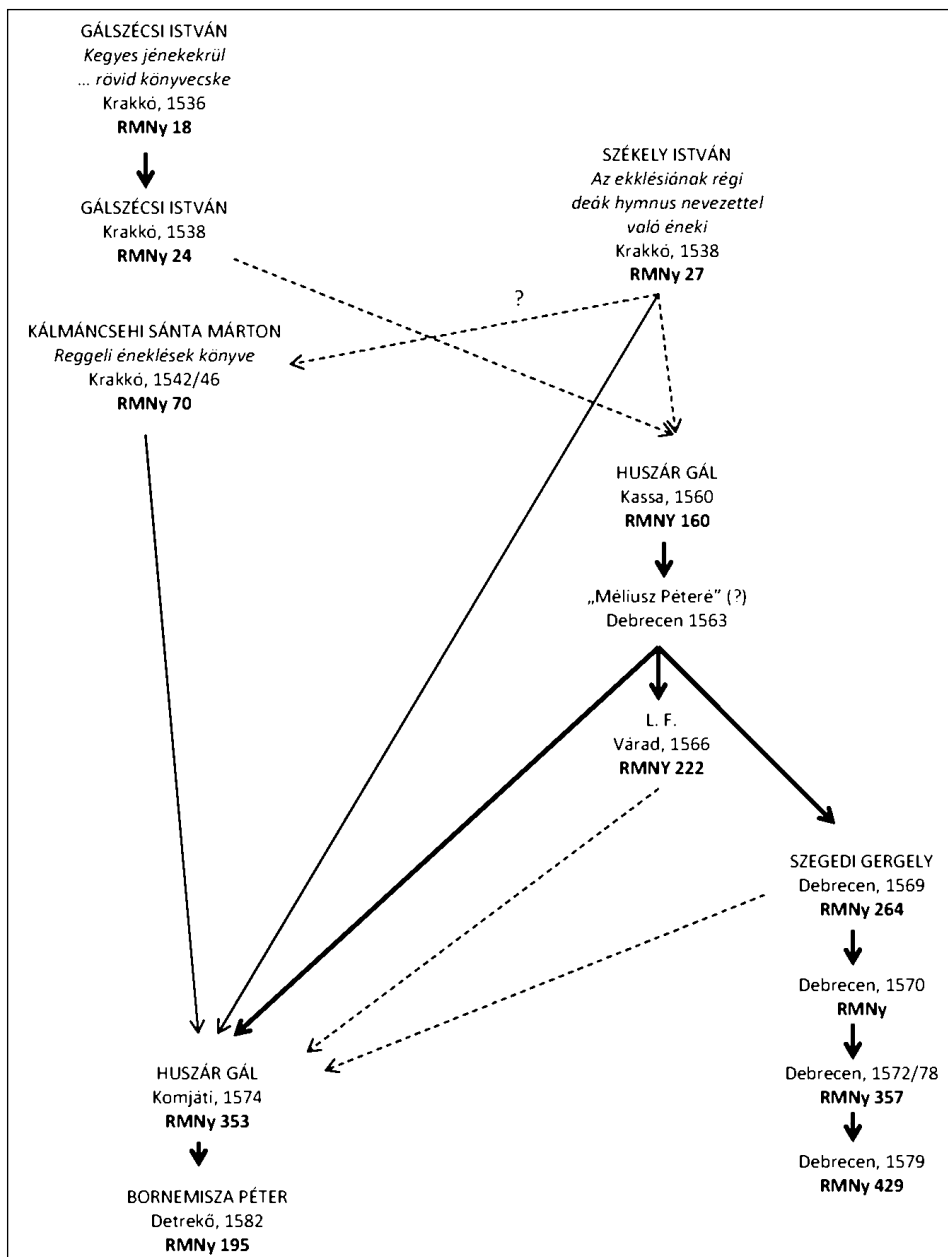 GÁLSZÉCSI ISTVÁN
Kegyes jénekekrül
... rövid könyvecske
Krakkó, 1536
RMNy 18
GÁLSZÉCSI ISTVÁN
Krakkó, 1538
RMNy 24
SZÉKELY ISTVÁN
Az ekklésiának régi
deák hymnus nevezettel
való éneki
Krakkó, 1538
RMNy 27
?
KÁLMÁNCSEHI SÁNTA MÁRTON
Reggeli éneklések könyve
Krakkó, 1542/46
RMNy 70
HUSZÁR GÁL
Kassa, 1560
RMNY 160
„Méliusz Péteré” (?)
Debrecen 1563
L. F.
Várad, 1566
RMNY 222
SZEGEDI GERGELY
Debrecen, 1569
RMNy 264
Debrecen, 1570
RMNy
Debrecen, 1572/78
RMNy 357
Debrecen, 1579
RMNy 429
HUSZÁR GÁL
Komjáti, 1574
RMNy 353
BORNEMISZA PÉTER
Detrekő, 1582
RMNy 195